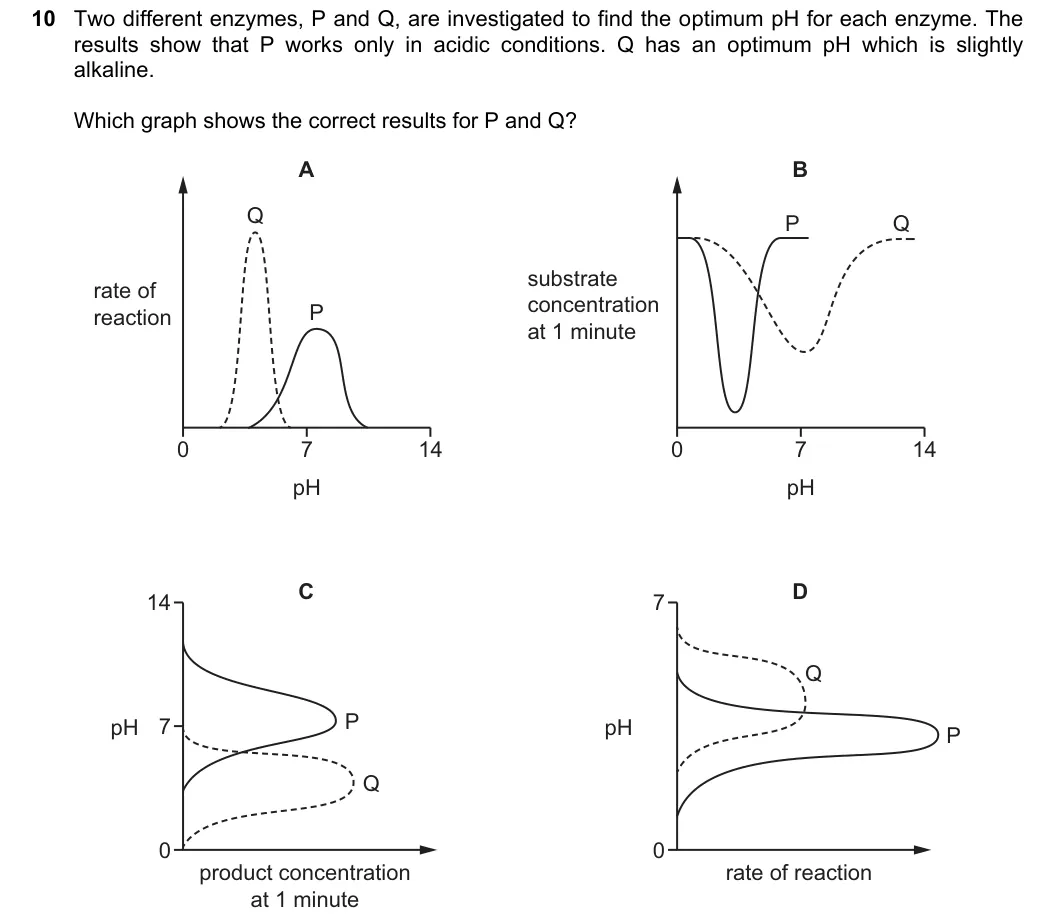 10 Two different enzymes, P and Q, are investigated to find the optimum pH for each enzyme. The
results show that P works only in acidic conditions. Q has an optimum pH which is slightly
alkaline.
Which graph shows the correct results for P and Q?
A
Q
P
rate of
reaction
0 7 14
pH
B
P
Q
substrate
concentration
at 1 minute
0 7 14
pH
C
14
pH 7
P
Q
0
product concentration
at 1 minute
D
7
Q
pH
P
0
rate of reaction